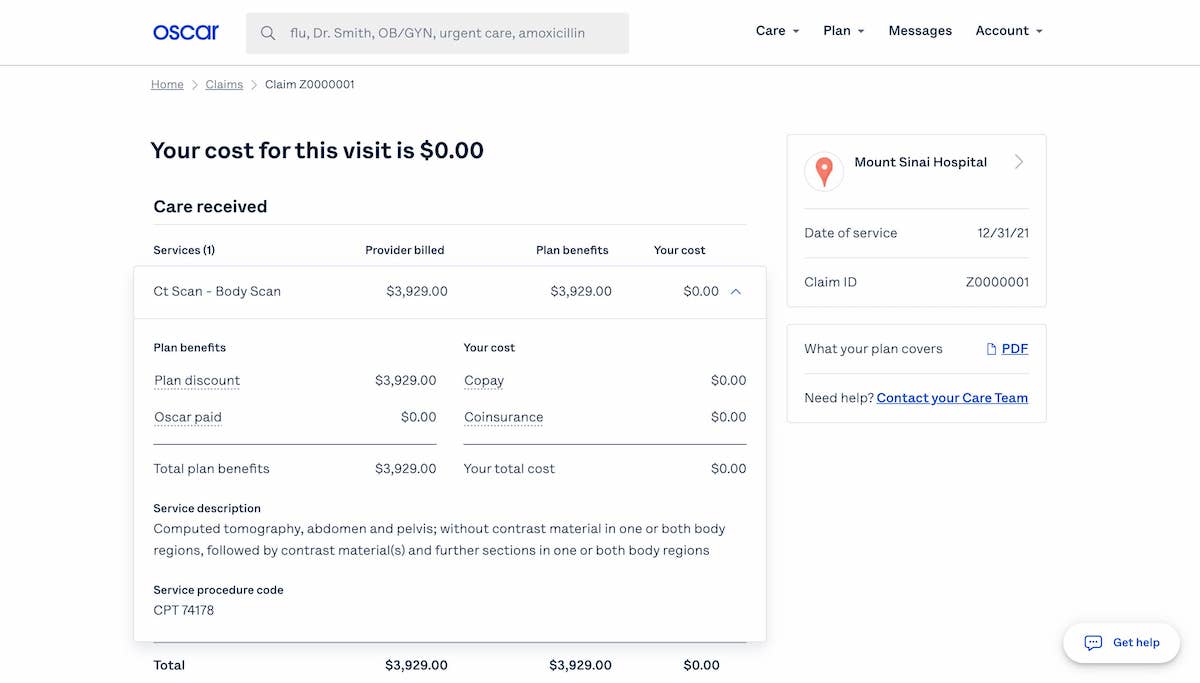 oscar
flu, Dr. Smith, OB/GYN, urgent care, amoxicillin
Care Plan Messages Account
Home > Claims > Claim Z0000001
Your cost for this visit is $0.00
Care received
Services (1) Provider billed Plan benefits Your cost
Ct Scan - Body Scan $3,929.00 $3,929.00 $0.00
Plan benefits Your cost
Plan discount $3,929.00 Copay $0.00
Oscar paid $0.00 Coinsurance $0.00
Total plan benefits $3,929.00 Your total cost $0.00
Service description
Computed tomography, abdomen and pelvis; without contrast material in one or both body
regions, followed by contrast material(s) and further sections in one or both body regions
Service procedure code
CPT 74178
Total $3,929.00 $3,929.00 $0.00
Mount Sinai Hospital
Date of service 12/31/21
Claim ID Z0000001
What your plan covers PDF
Need help? Contact your Care Team
Get help